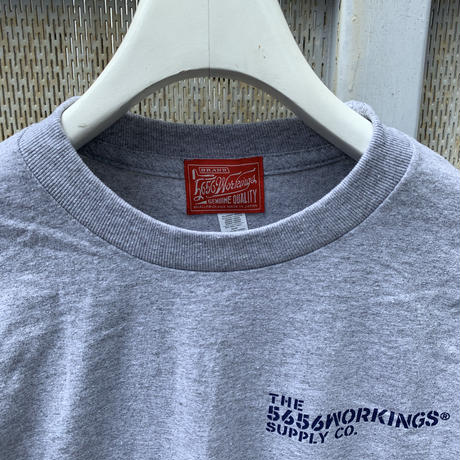 BRAND
5656Workings
GENUINE QUALITY
THE
5656WORKINGS®
SUPPLY CO.